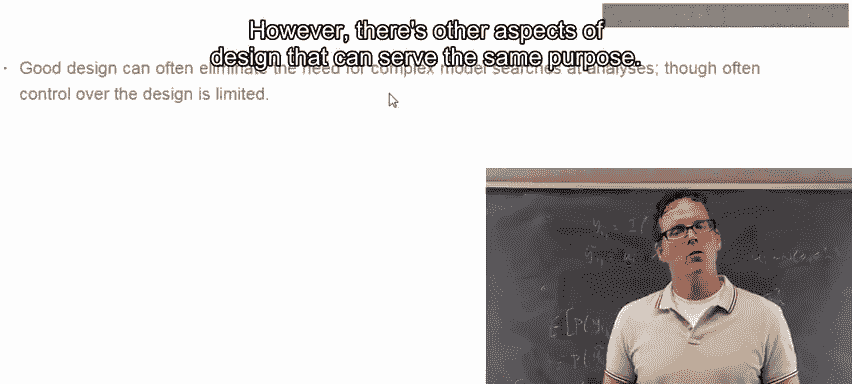 However, there's other aspects of
design that can serve the same purpose.
· Good design can often eliminate the need for complex model searches at analyses; though often
control over the design is limited.